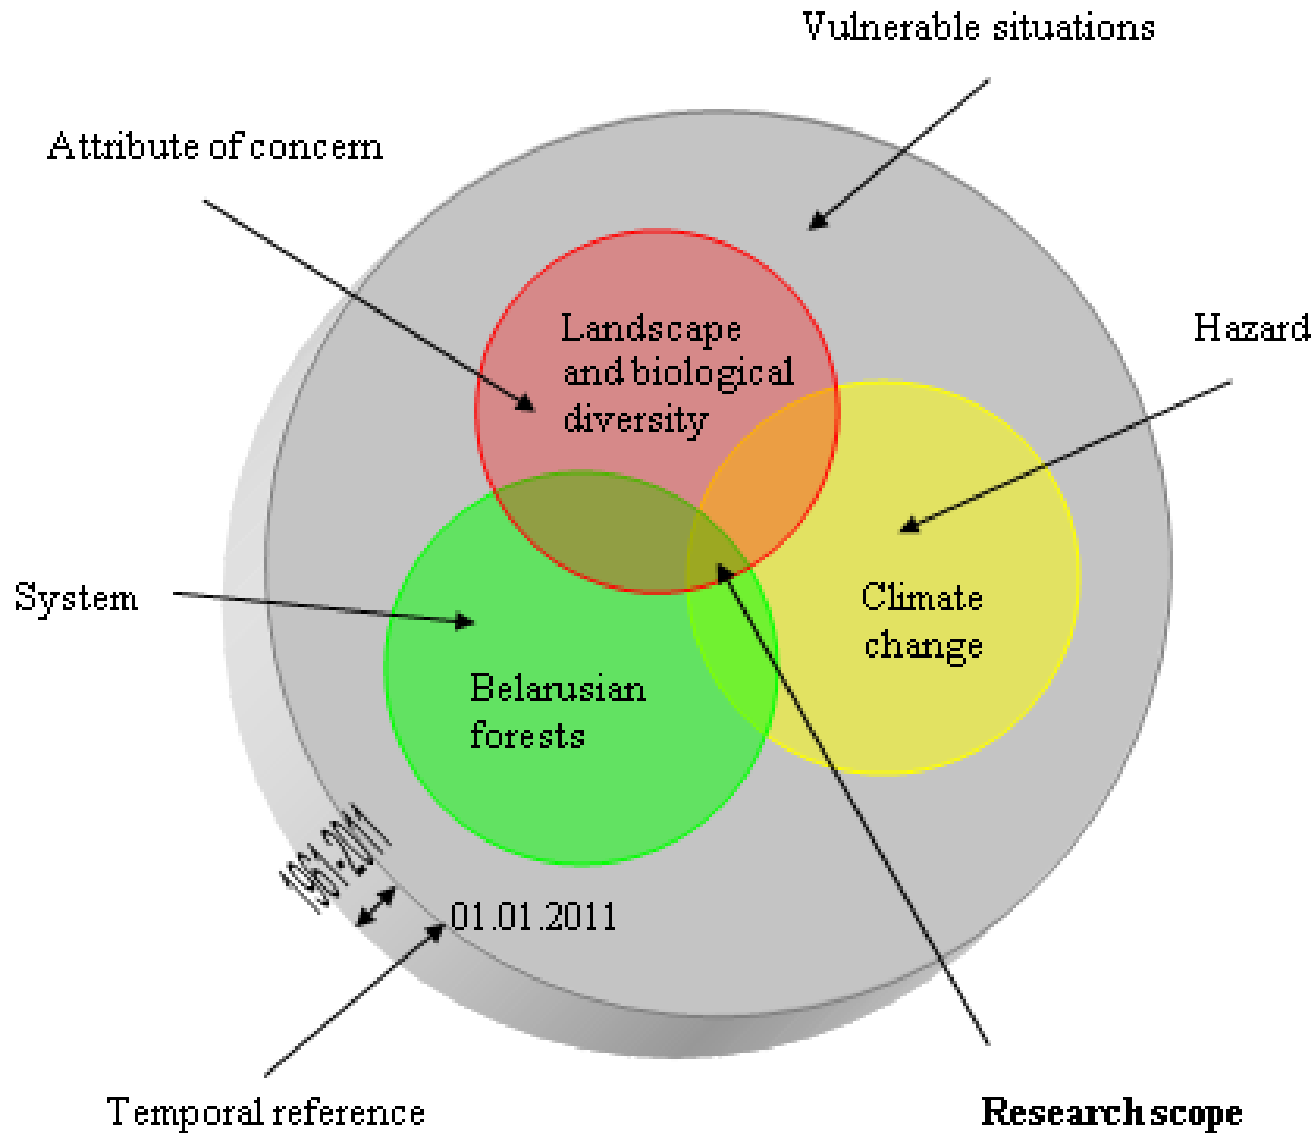 Vulnerable situations
Attribute of concern
Landscape
and biological
diversity
Hazard
System
Climate
change
Belarusian
forests
1961-2011
01.01.2011
Temporal reference
Research scope